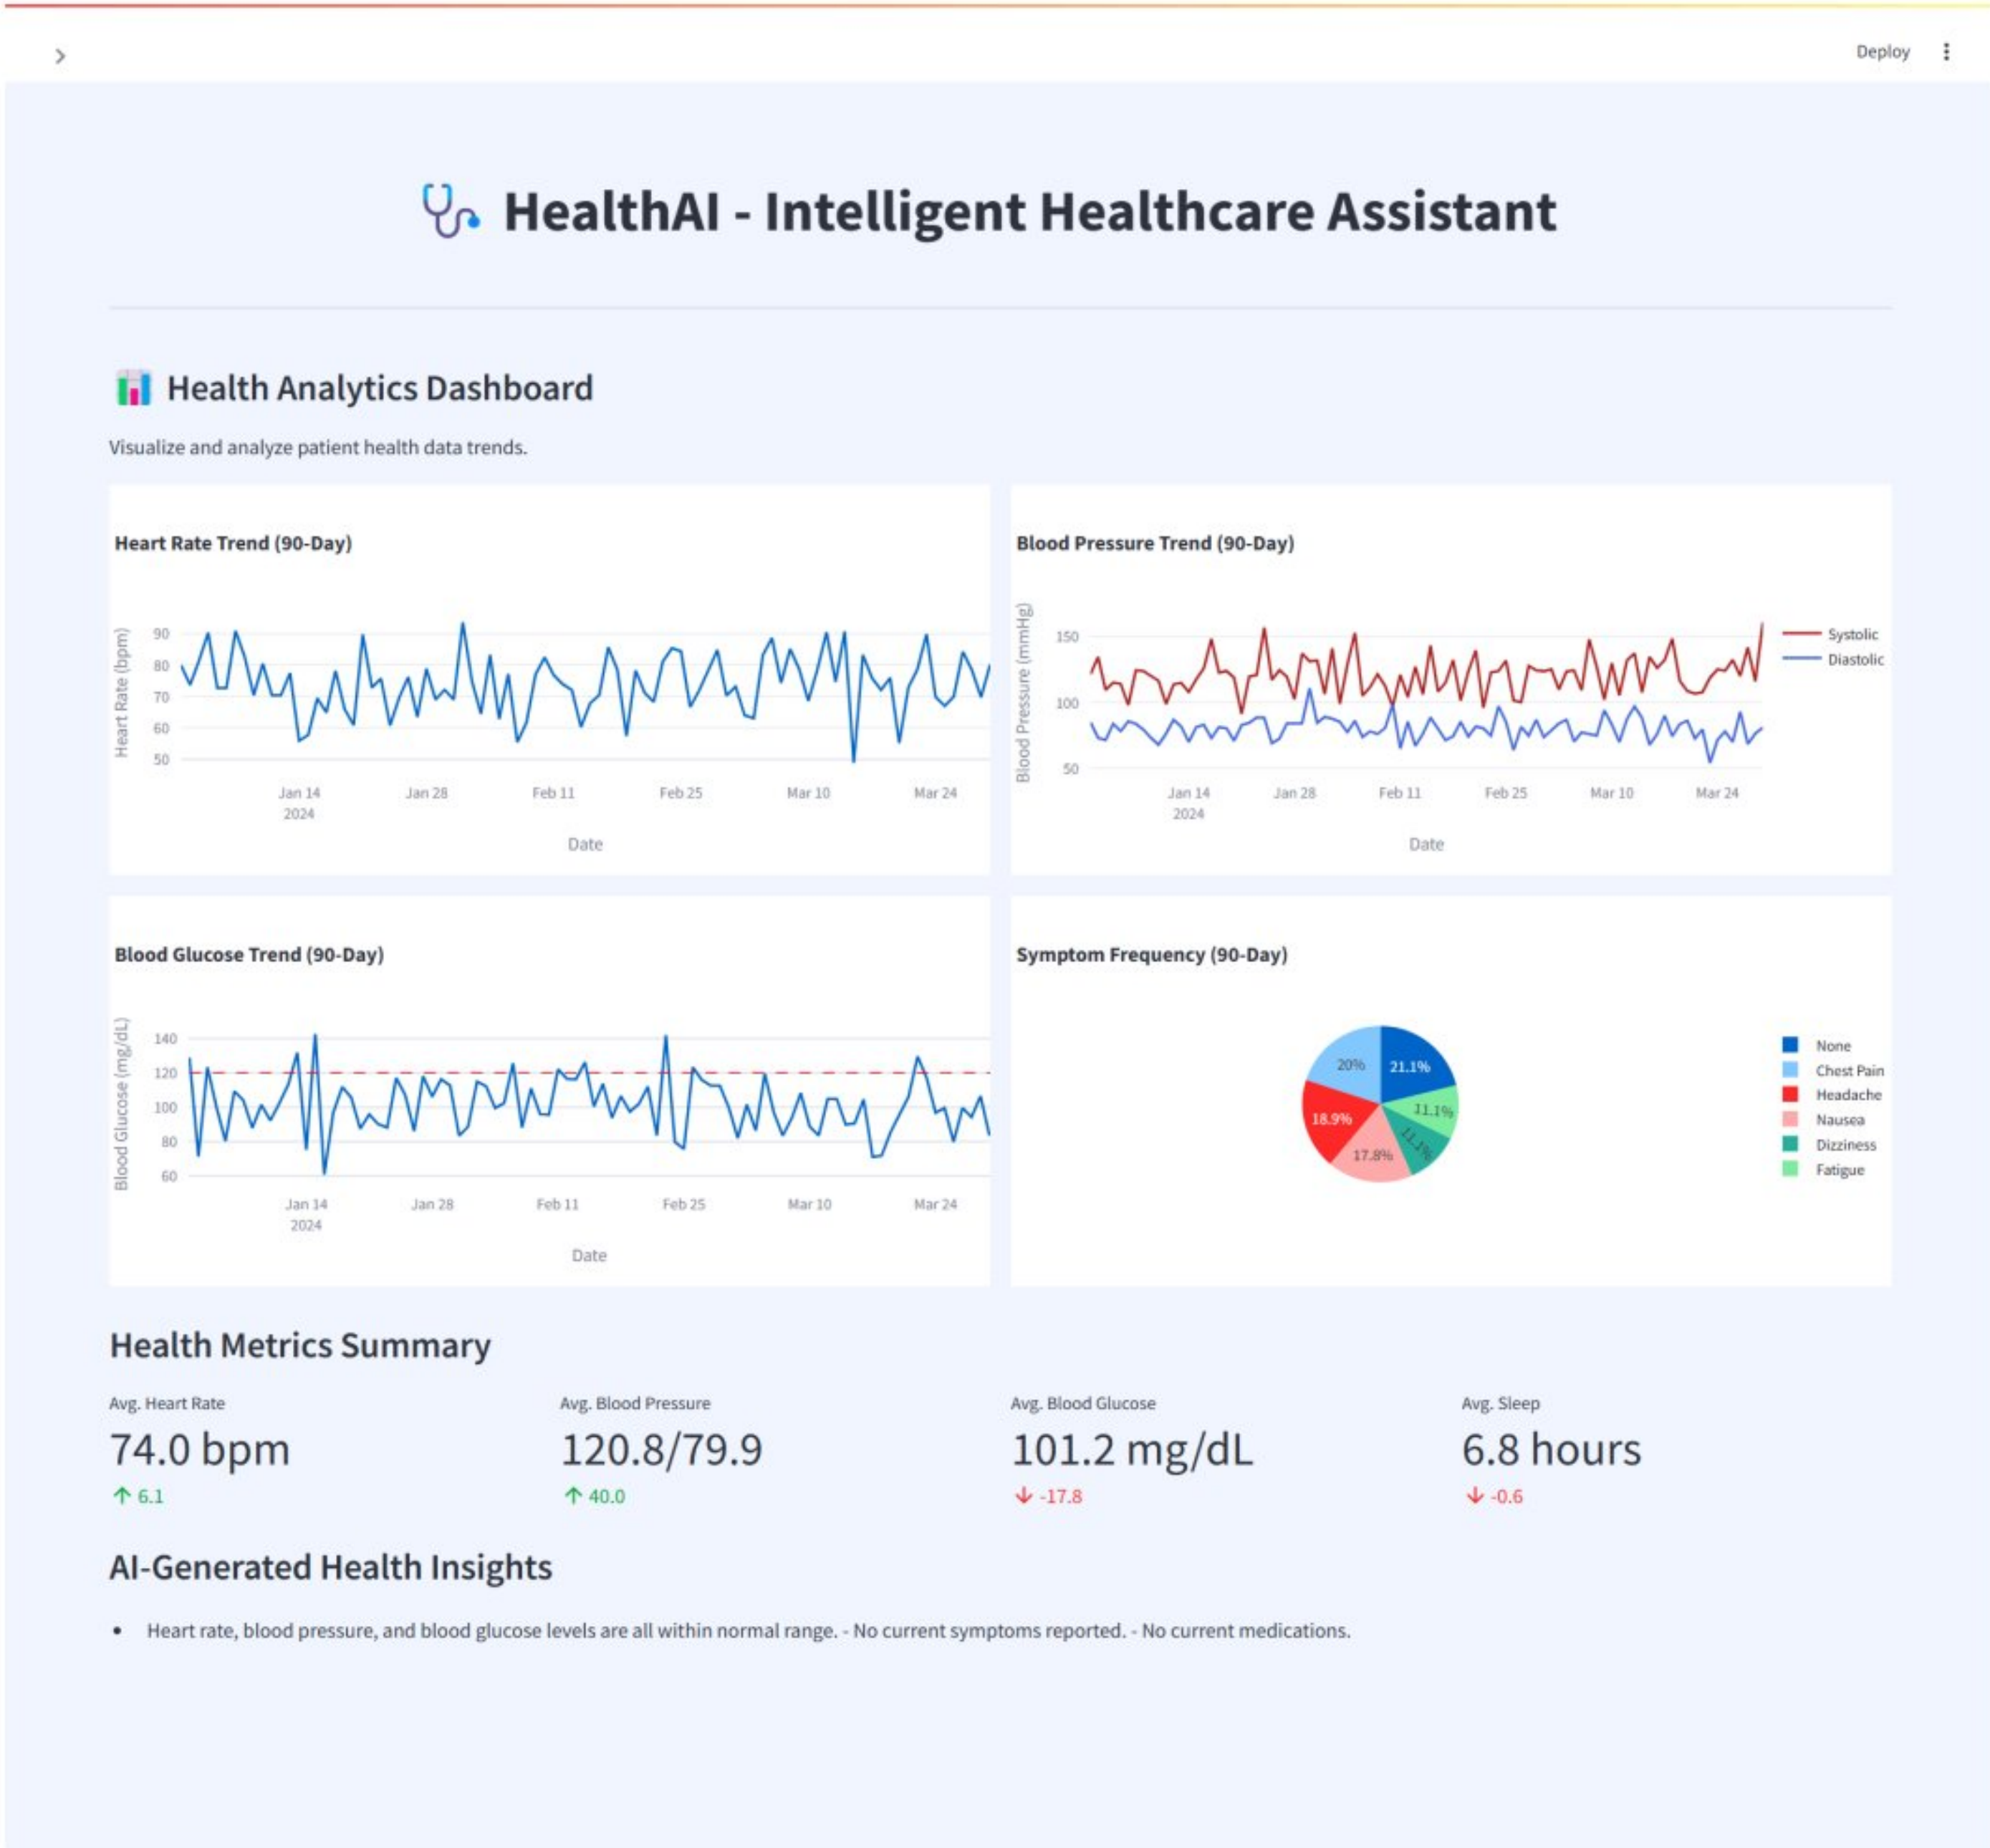 Deploy
HealthAI - Intelligent Healthcare Assistant
Health Analytics Dashboard
Visualize and analyze patient health data trends.
Heart Rate Trend (90-Day)
Heart Rate (bpm)
90
80
70
60
50
Jan 14
2024
Jan 28
Feb 11
Feb 25
Mar 10
Mar 24
Date
Blood Pressure Trend (90-Day)
Blood Pressure (mmHg)
150
100
50
Jan 14
2024
Jan 28
Feb 11
Feb 25
Mar 10
Mar 24
Date
Systolic
Diastolic
Blood Glucose Trend (90-Day)
Blood Glucose (mg/dL)
140
120
100
80
60
Jan 14
2024
Jan 28
Feb 11
Feb 25
Mar 10
Mar 24
Date
Symptom Frequency (90-Day)
20%
21.1%
11.1%
18.9%
11.1%
17.8%
None
Chest Pain
Headache
Nausea
Dizziness
Fatigue
Health Metrics Summary
Avg. Heart Rate
74.0 bpm
↑ 6.1
Avg. Blood Pressure
120.8/79.9
↑ 40.0
Avg. Blood Glucose
101.2 mg/dL
↓ -17.8
Avg. Sleep
6.8 hours
↓ -0.6
AI-Generated Health Insights
• Heart rate, blood pressure, and blood glucose levels are all within normal range. - No current symptoms reported. - No current medications.